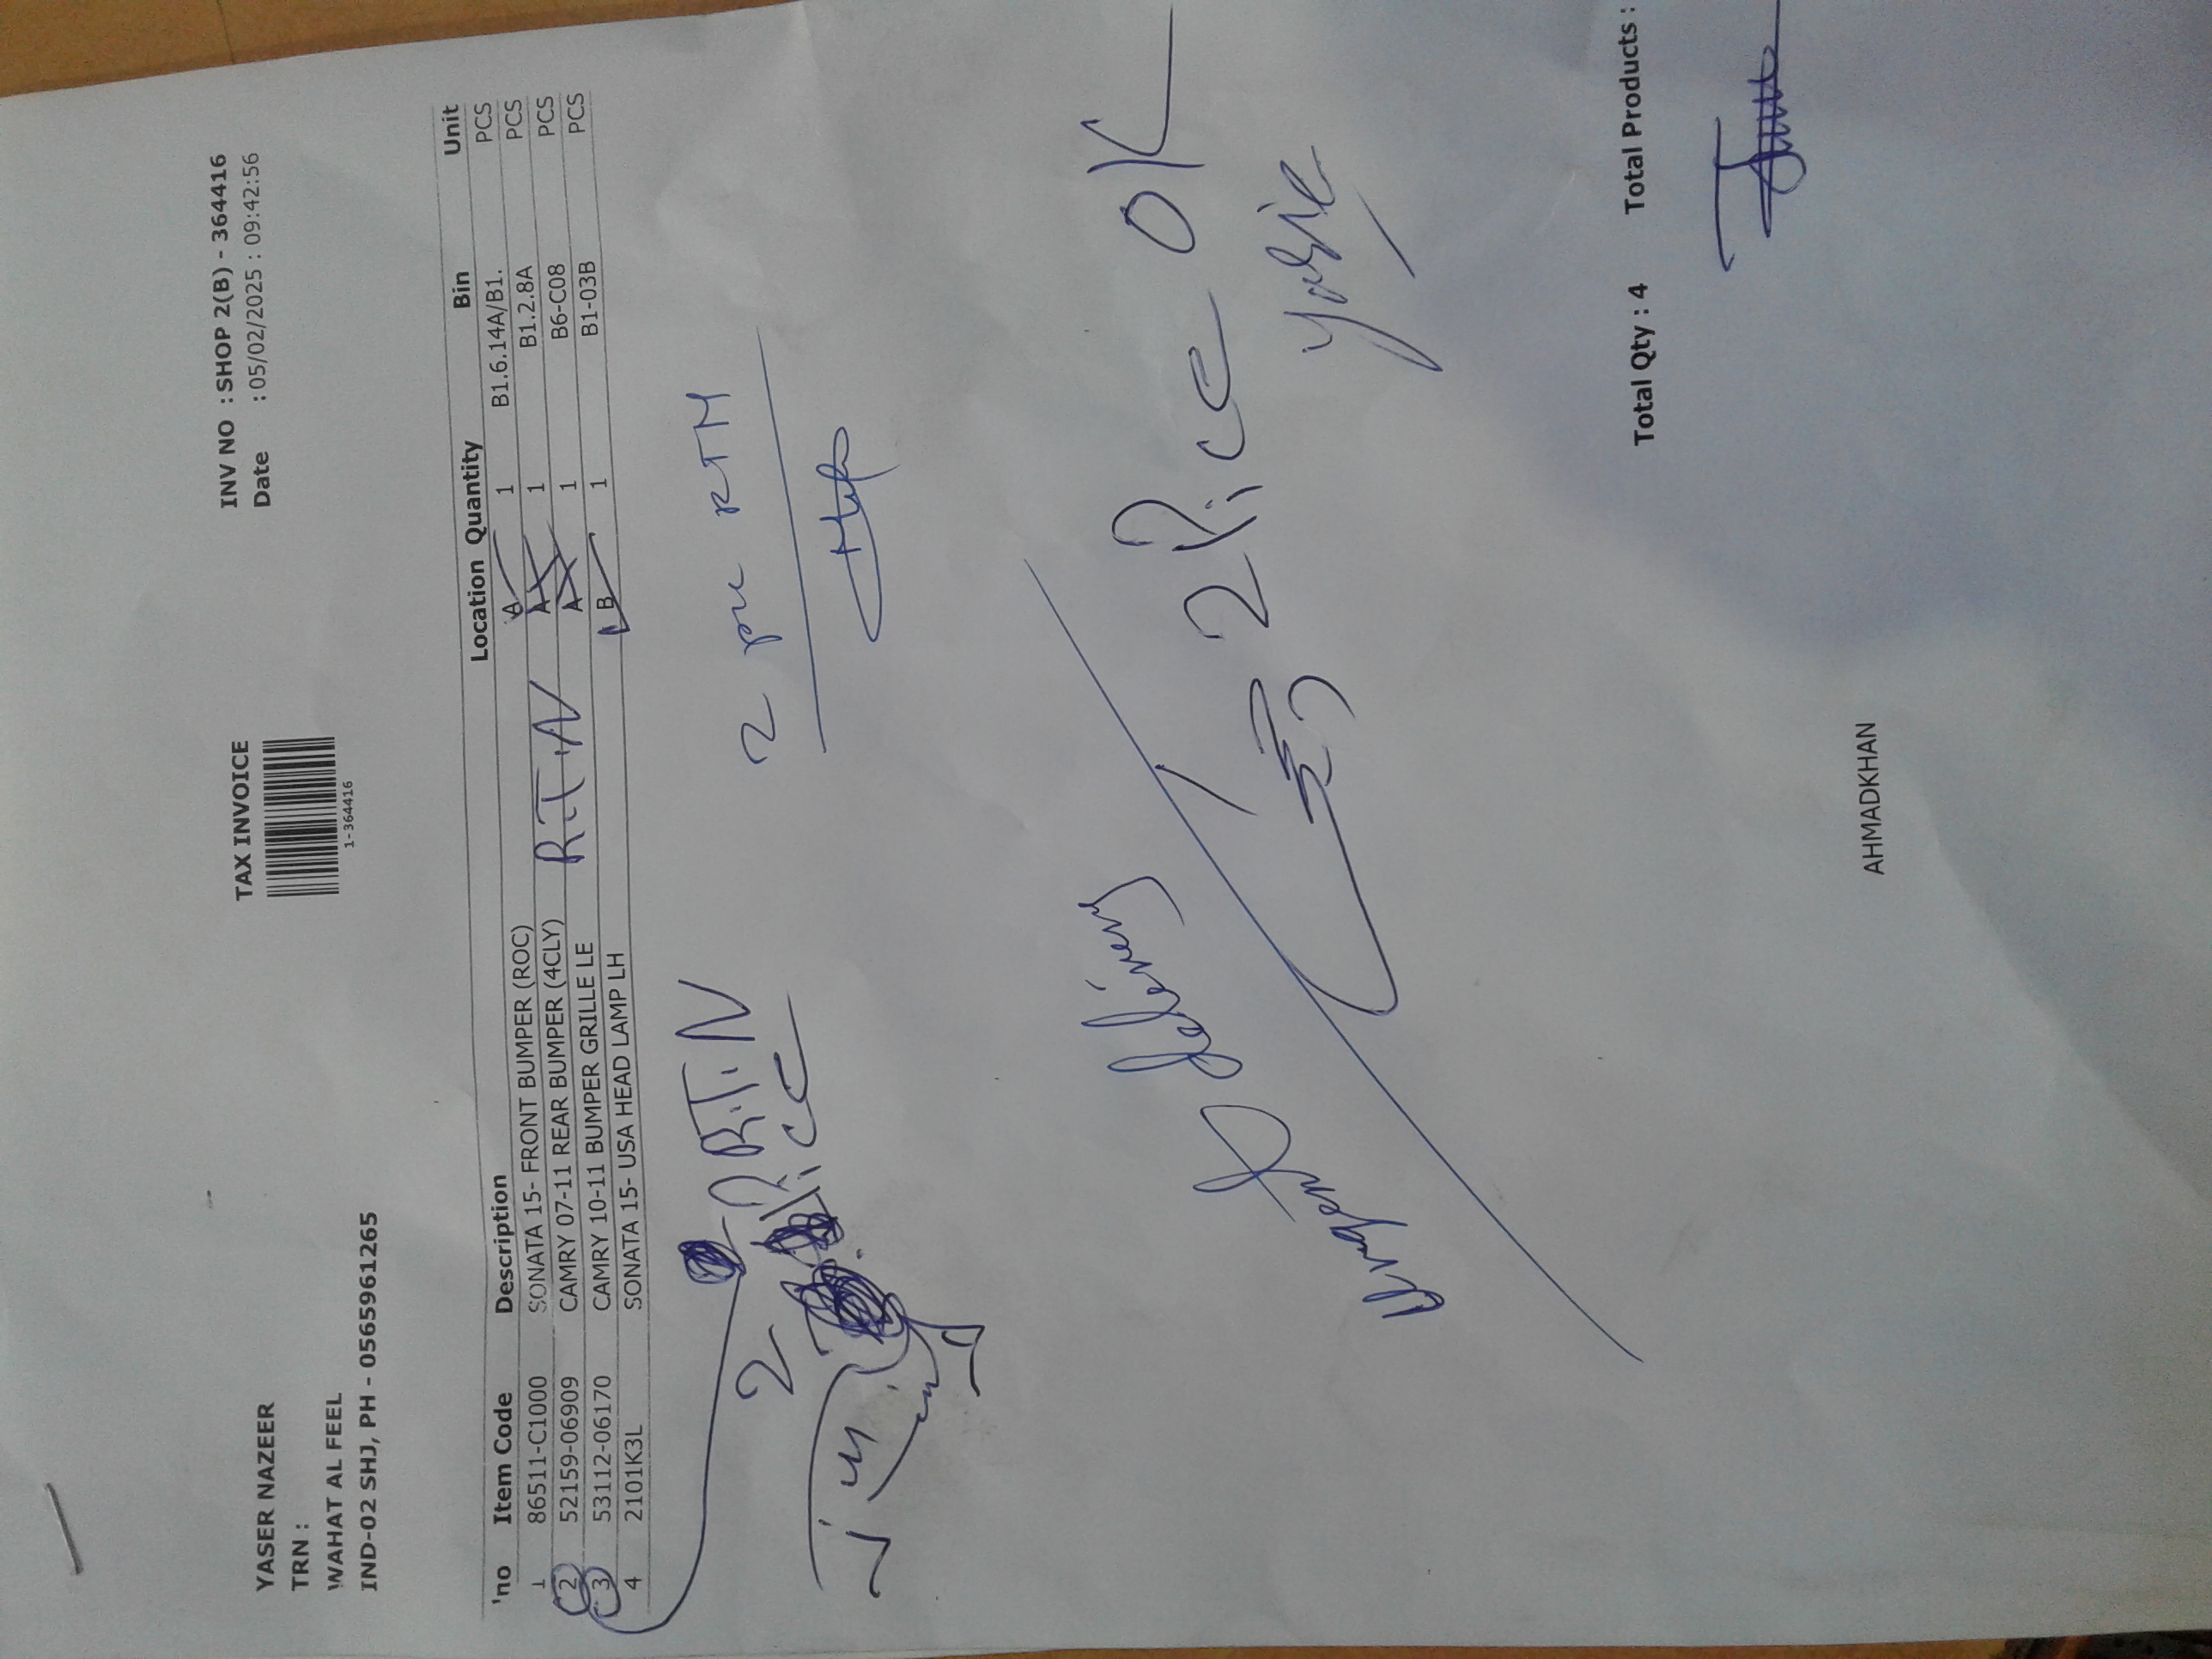 TAX INVOICE
1-364416
INV NO : SHOP 2(B) - 364416
Date : 05/02/2025 : 09:42:56
YASER NAZEER
TRN :
WAHAT AL FEEL
IND-02 SHJ, PH - 0565961265
'no Item Code Description Location Quantity Bin Unit
1 86511-C1000 SONATA 15- FRONT BUMPER (ROC) A 1 B1.6.14A/B1. PCS
2 52159-06909 CAMRY 07-11 REAR BUMPER (4CLY) A 1 B1.2.8A PCS
3 53112-06170 CAMRY 10-11 BUMPER GRILLE LE A 1 B6-C08 PCS
4 2101K3L SONATA 15- USA HEAD LAMP LH B 1 B1-03B PCS
R.T.N
R.T.N
2 Picc
2 RTM
delivery
Urgent
2 Picc OK
Total Qty : 4 Total Products :
AHMADKHAN